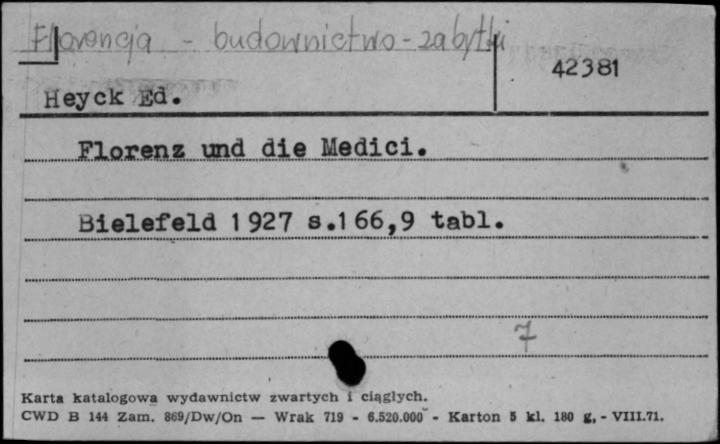 Florencja - budownictwo - zabytki
42381
Heyck Ed.
Florenz und die Medici.
Bielefeld 1927 s.166,9 tabl.
7
Karta katalogowa wydawnictw zwartych i ciągłych.
CWD B 144 Zam. 869/Dw/On — Wrak 719 - 6.520.000 - Karton 5 kl. 180 g, - VIII.71.